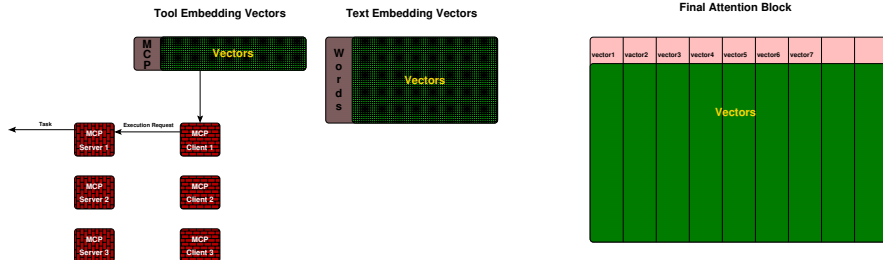 Tool Embedding Vectors
Text Embedding Vectors
Final Attention Block
MCP
Vectors
Words
Vectors
vector1 vector2 vector3 vector4 vector5 vector6 vector7
Vectors
Task
Execution Request
MCP
Server 1
MCP
Client 1
MCP
Server 2
MCP
Client 2
MCP
Server 3
MCP
Client 3